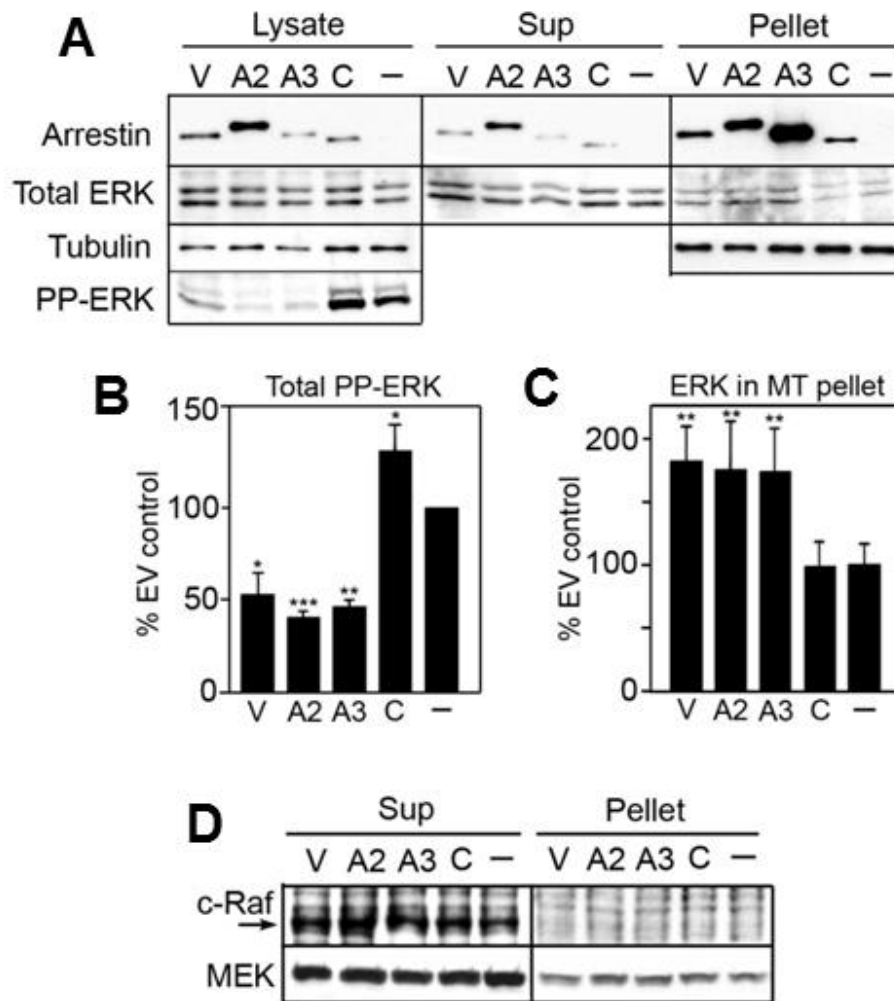 A
Lysate Sup Pellet
V A2 A3 C – V A2 A3 C – V A2 A3 C –
Arrestin
Total ERK
Tubulin
PP-ERK
B
Total PP-ERK
% EV control
150
100
50
0
* *** ** *
V A2 A3 C –
C
ERK in MT pellet
% EV control
200
100
0
** ** **
V A2 A3 C –
D
Sup Pellet
V A2 A3 C – V A2 A3 C –
c-Raf
MEK